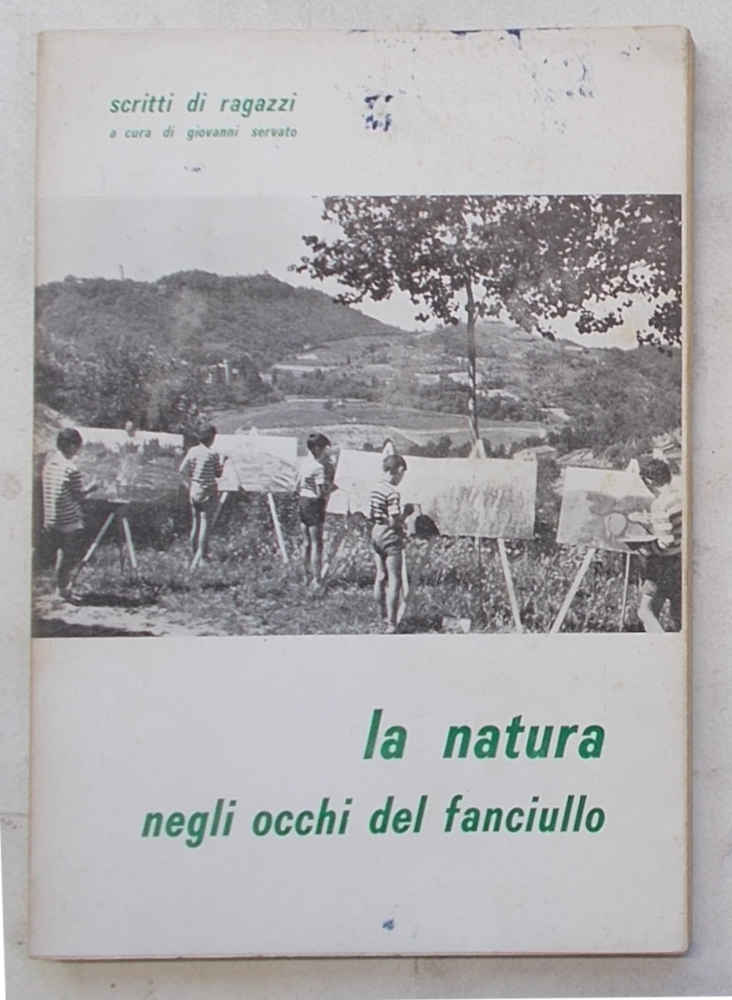 scritti di ragazzi
a cura di giovanni servato
la natura
negli occhi del fanciullo